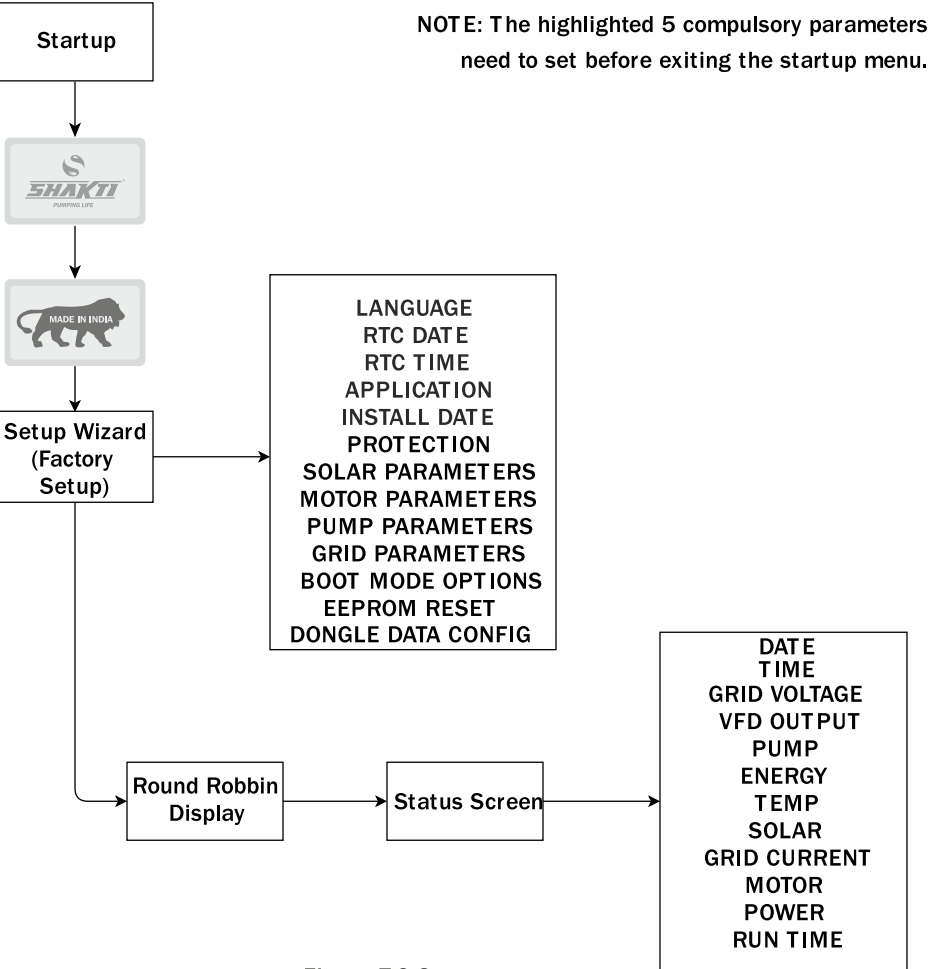 Startup
NOTE: The highlighted 5 compulsory parameters
need to set before exiting the startup menu.
SHAKTI
PUMPING LIFE
MADE IN INDIA
Setup Wizard
(Factory
Setup)
LANGUAGE
RTC DATE
RTC TIME
APPLICATION
INSTALL DATE
PROTECTION
SOLAR PARAMETERS
MOTOR PARAMETERS
PUMP PARAMETERS
GRID PARAMETERS
BOOT MODE OPTIONS
EEPROM RESET
DONGLE DATA CONFIG
Round Robbin
Display
Status Screen
DATE
TIME
GRID VOLTAGE
VFD OUTPUT
PUMP
ENERGY
TEMP
SOLAR
GRID CURRENT
MOTOR
POWER
RUN TIME